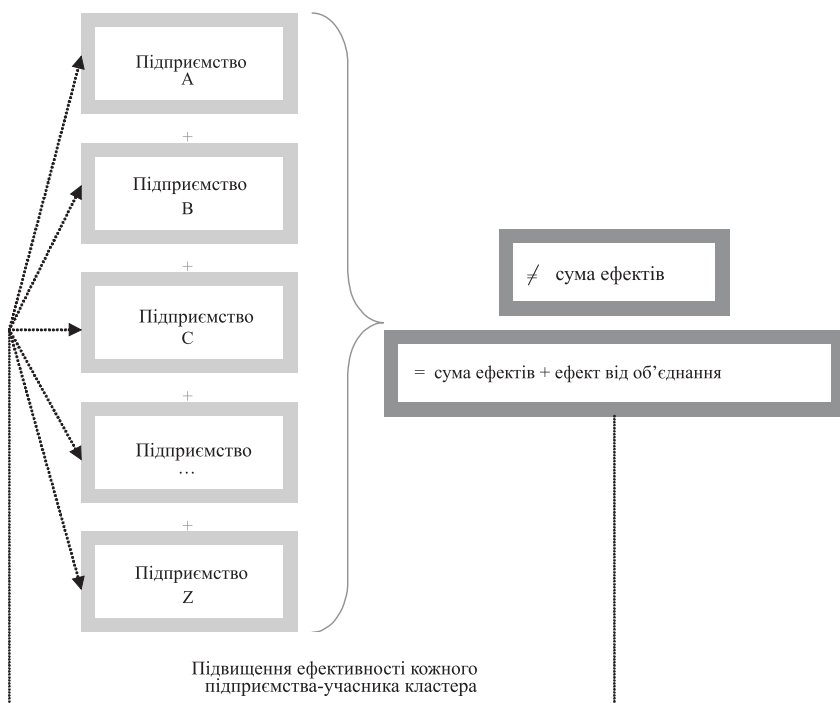 Підприємство
A
+
Підприємство
B
+
Підприємство
C
+
Підприємство
...
+
Підприємство
Z
≠ сума ефектів
= сума ефектів + ефект від об’єднання
Підвищення ефективності кожного
підприємства-учасника кластера